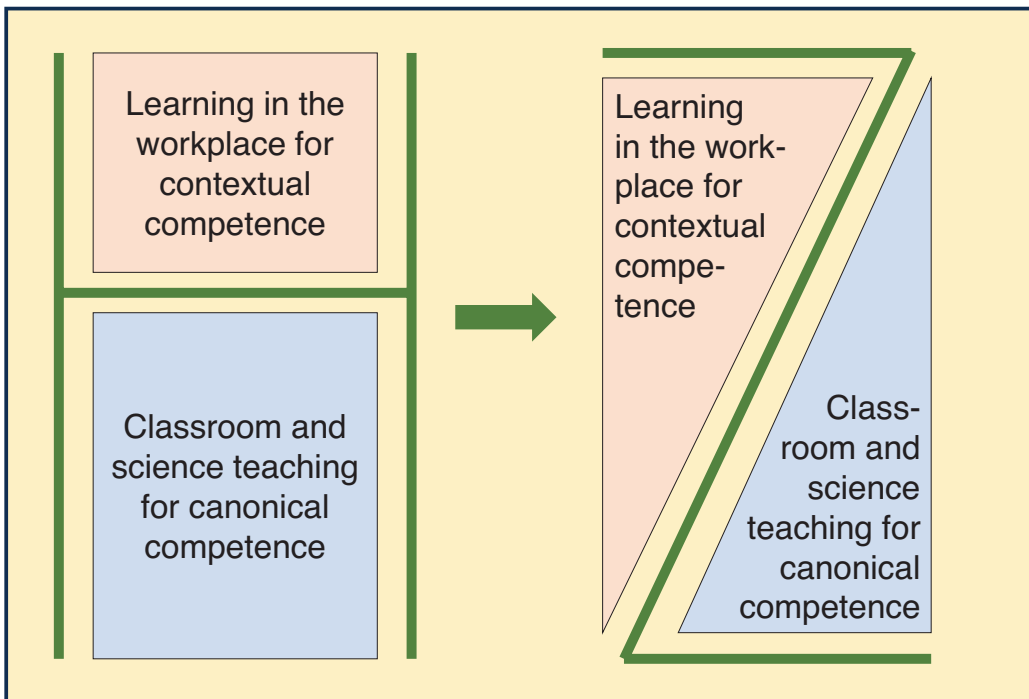 Learning in the
workplace for
contextual
competence
Classroom and
science teaching
for canonical
competence
Learning
in the work-
place for
contextual
compe-
tence
Class-
room and
science
teaching for
canonical
competence